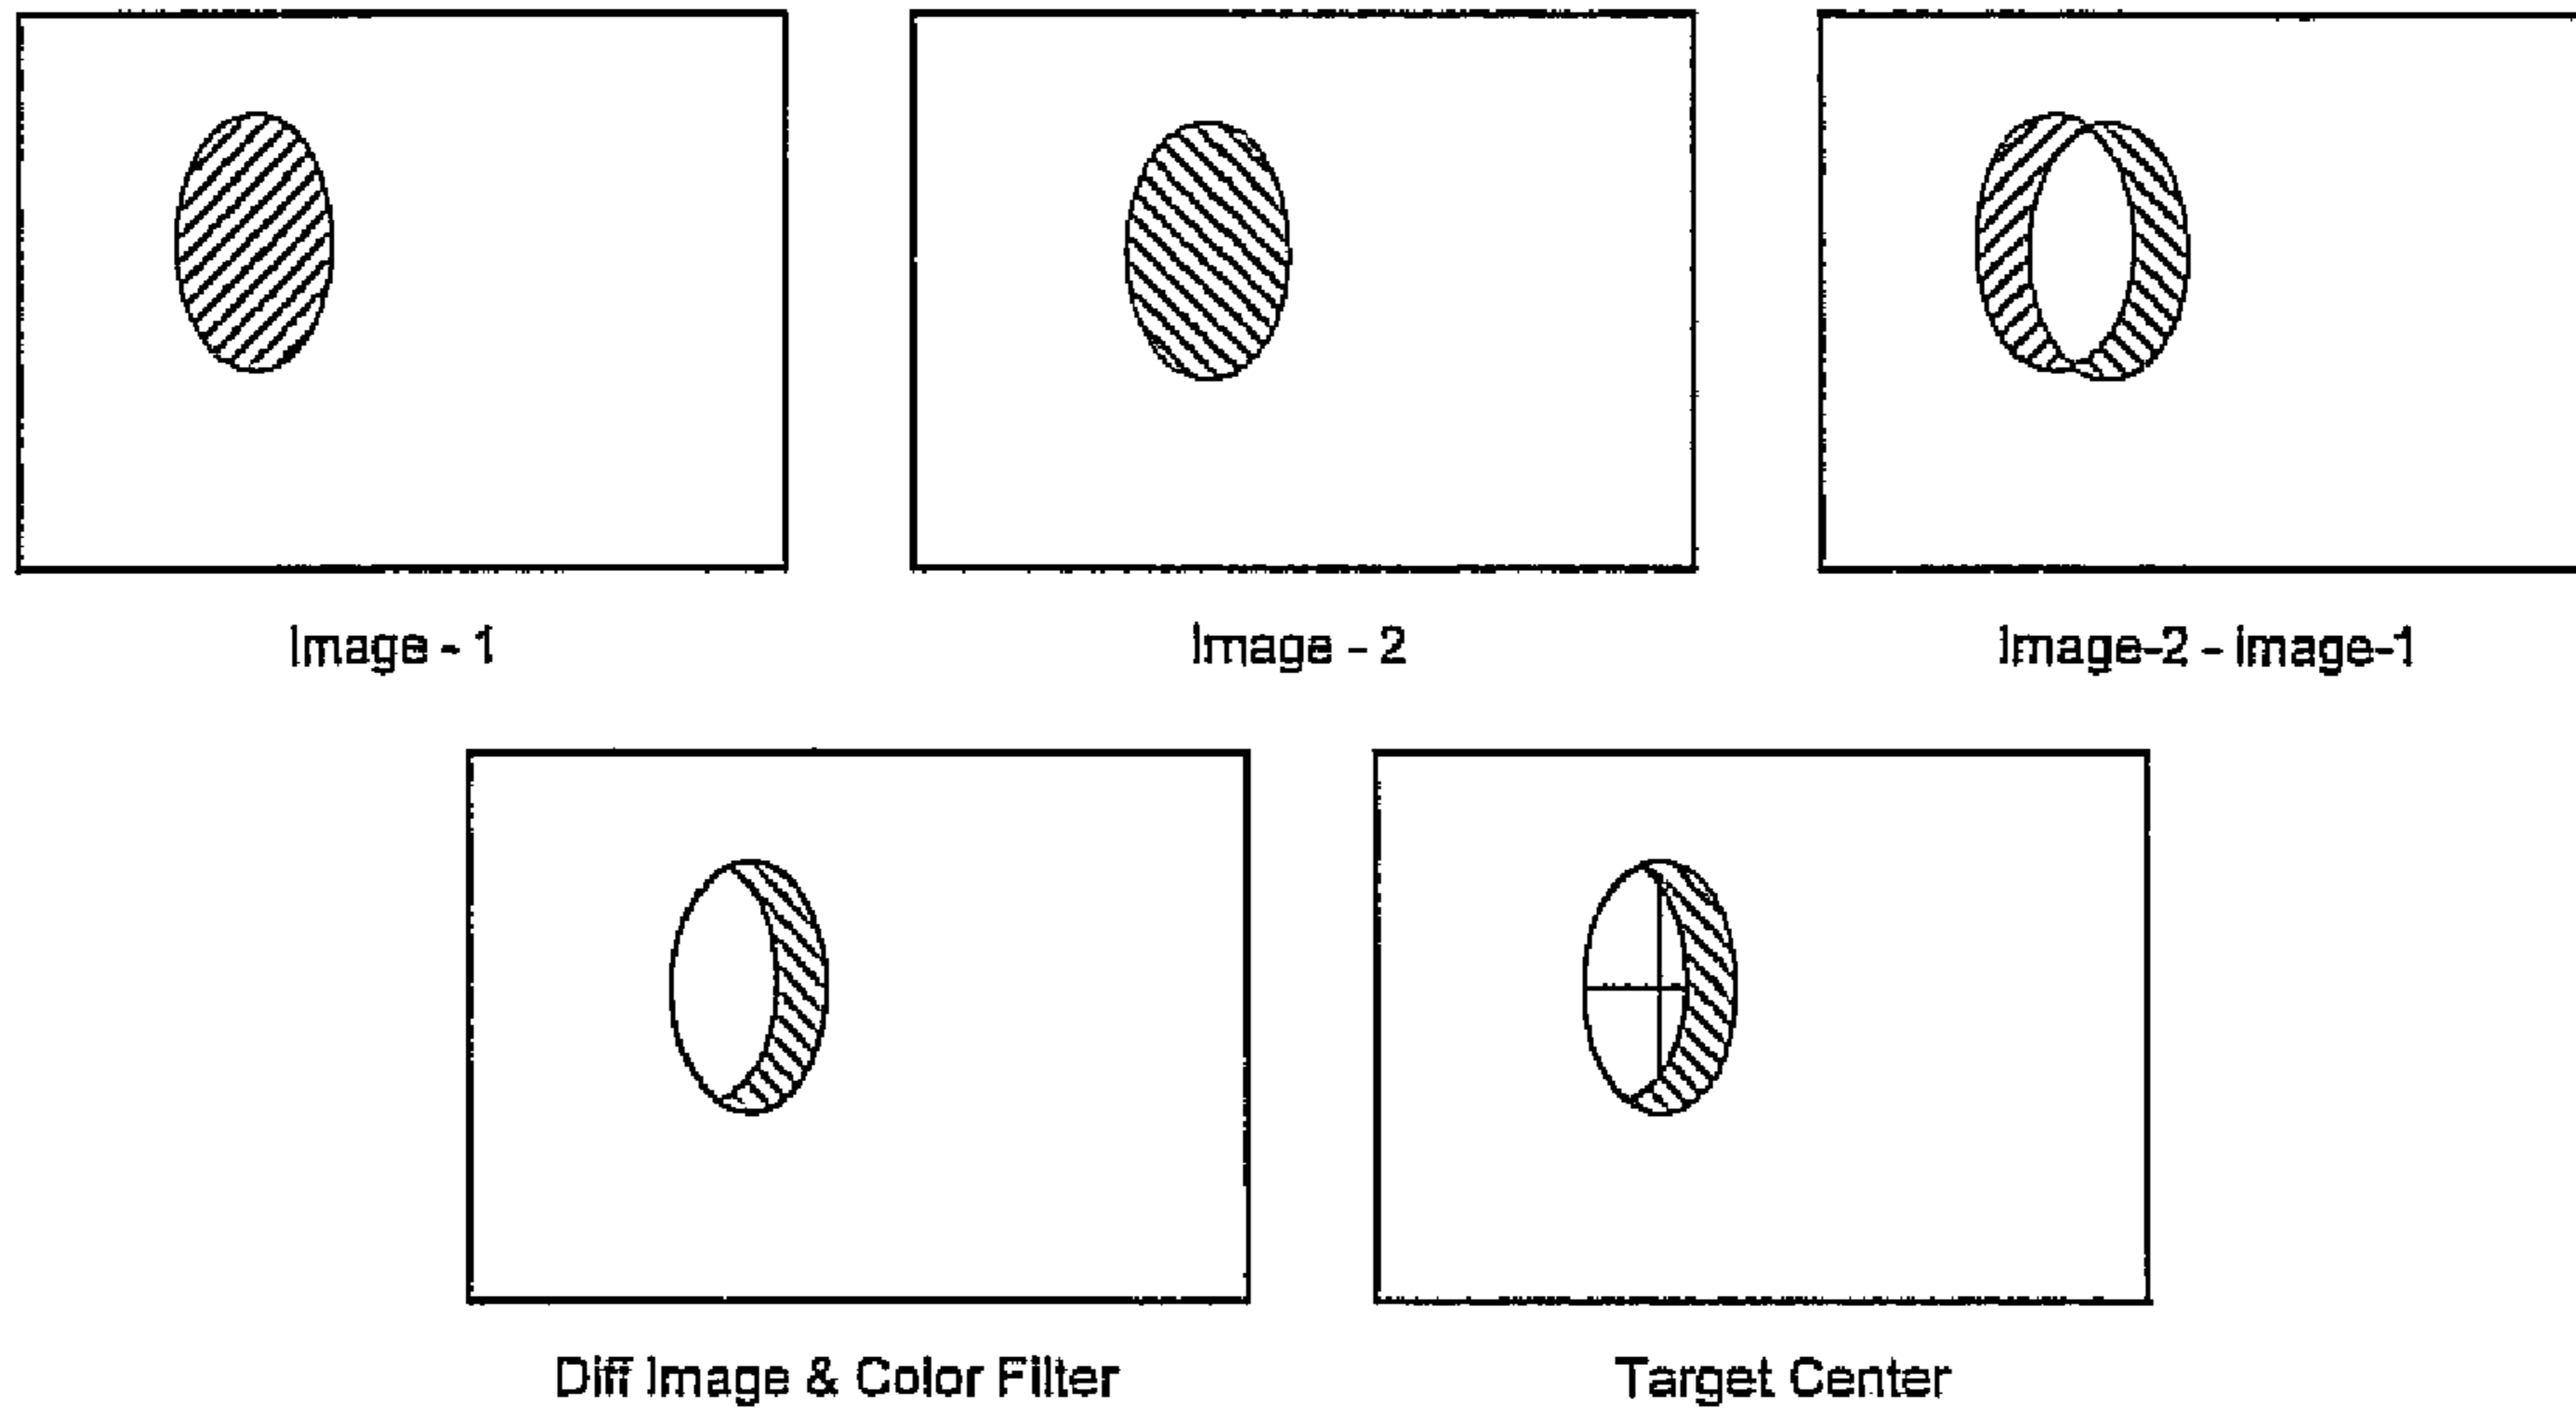 Image - 1
Image - 2
Image-2 - image-1
Diff Image & Color Filter
Target Center